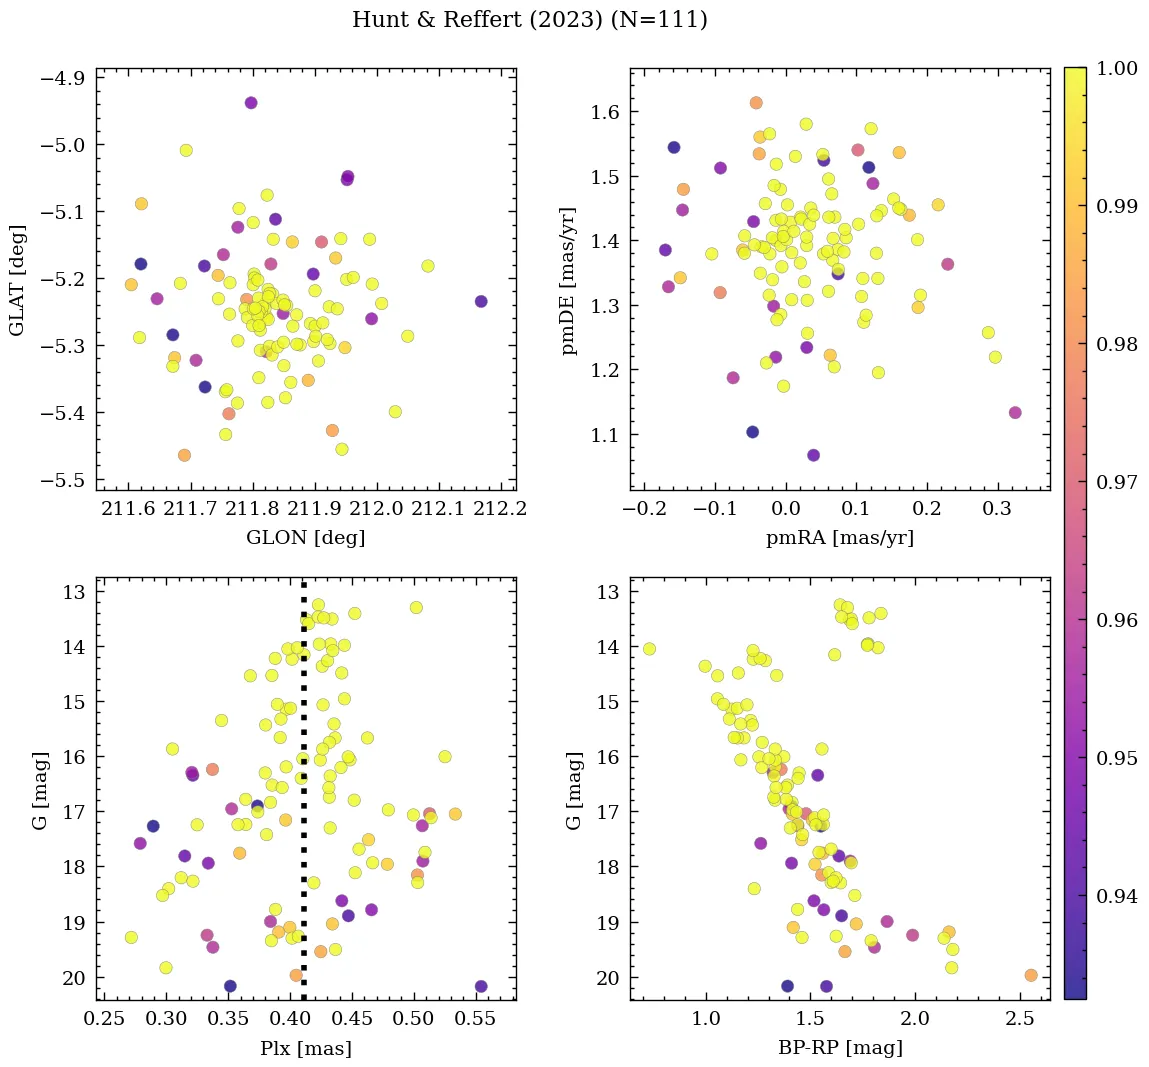 Hunt & Reffert (2023) (N=111)
−4.9
−5.0
−5.1
−5.2
−5.3
−5.4
−5.5
GLAT [deg]
211.6 211.7 211.8 211.9 212.0 212.1 212.2
GLON [deg]
1.6
1.5
1.4
1.3
1.2
1.1
pmDE [mas/yr]
−0.2 −0.1 0.0 0.1 0.2 0.3
pmRA [mas/yr]
13
14
15
16
17
18
19
20
G [mag]
0.25 0.30 0.35 0.40 0.45 0.50 0.55
Plx [mas]
13
14
15
16
17
18
19
20
G [mag]
1.0 1.5 2.0 2.5
BP-RP [mag]
1.00
0.99
0.98
0.97
0.96
0.95
0.94